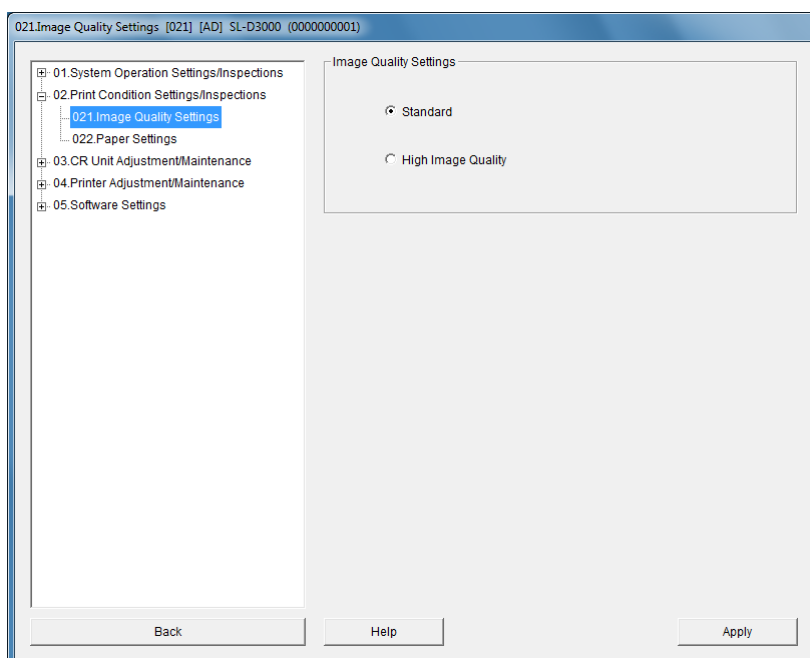 021.Image Quality Settings [021] [AD] SL-D3000 (0000000001)
01.System Operation Settings/Inspections
02.Print Condition Settings/Inspections
021.Image Quality Settings
022.Paper Settings
03.CR Unit Adjustment/Maintenance
04.Printer Adjustment/Maintenance
05.Software Settings
Image Quality Settings
Standard
High Image Quality
Back
Help
Apply